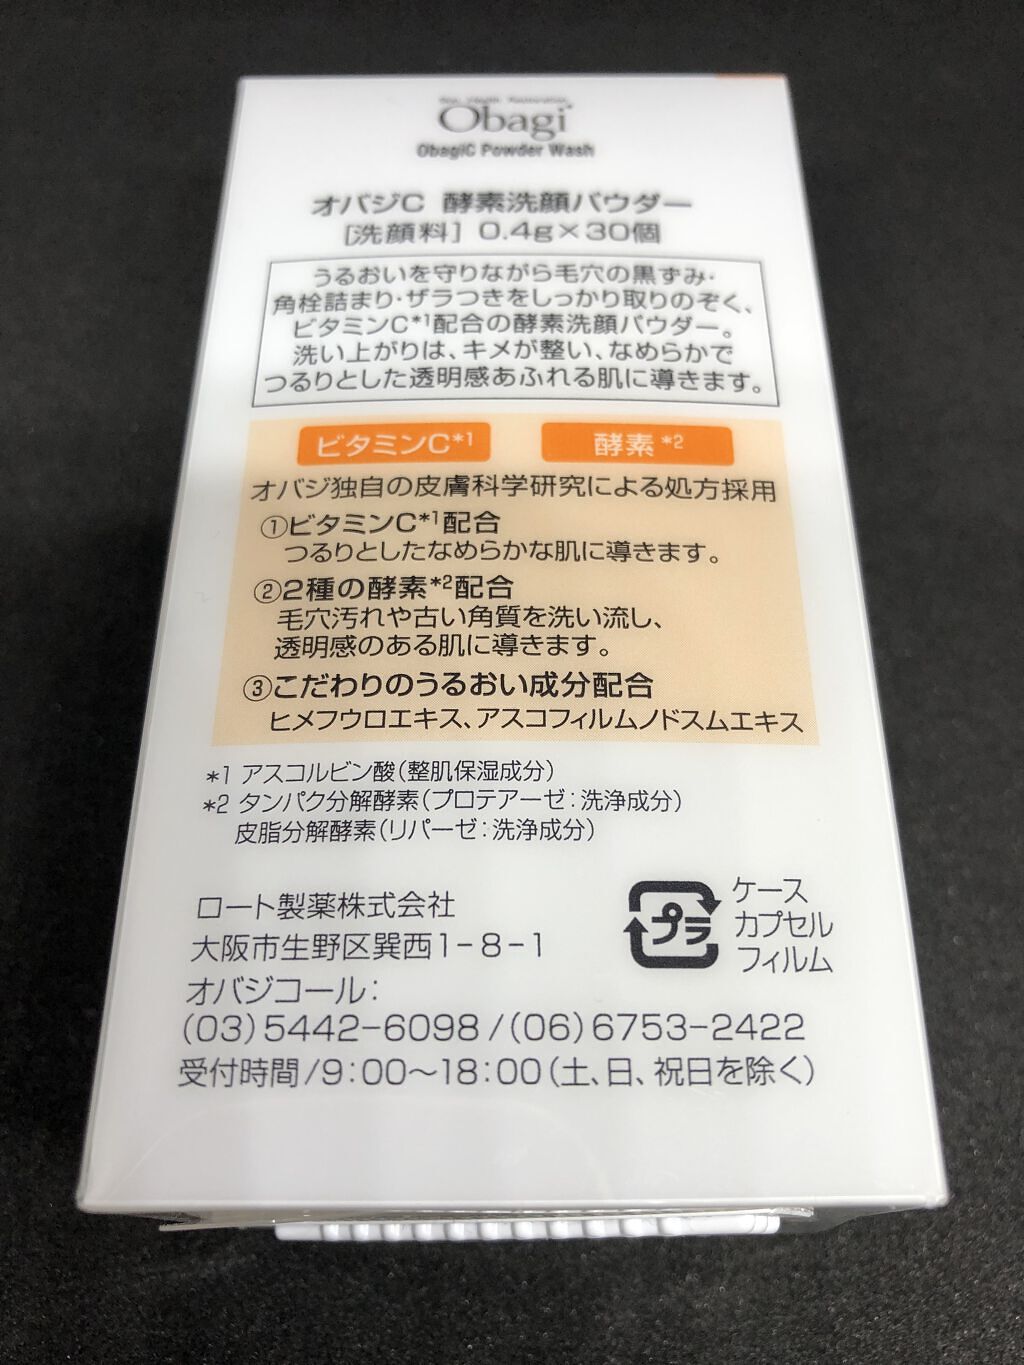 Obagi
ObagiC Powder Wash
オバジC 酵素洗顔パウダー
[洗顔料] 0.4g×30個
うるおいを守りながら毛穴の黒ずみ・
角栓詰まり・ザラつきをしっかり取りのぞく、
ビタミンC*1配合の酵素洗顔パウダー。
洗い上がりは、キメが整い、なめらかで
つるりとした透明感あふれる肌に導きます。
ビタミンC*1 酵素*2
オバジ独自の皮膚科学研究による処方採用
①ビタミンC*1配合
つるりとしたなめらかな肌に導きます。
②2種の酵素*2配合
毛穴汚れや古い角質を洗い流し、
透明感のある肌に導きます。
③こだわりのうるおい成分配合
ヒメフウロエキス、アスコフィルムノドスムエキス
*1 アスコルビン酸(整肌保湿成分)
*2 タンパク分解酵素(プロテアーゼ:洗浄成分)
皮脂分解酵素(リパーゼ:洗浄成分)
ロート製薬株式会社
大阪市生野区巽西1-8-1
オバジコール:
(03)5442-6098/(06)6753-2422
受付時間/9:00〜18:00(土、日、祝日を除く)
プラ
ケース
カプセル
フィルム